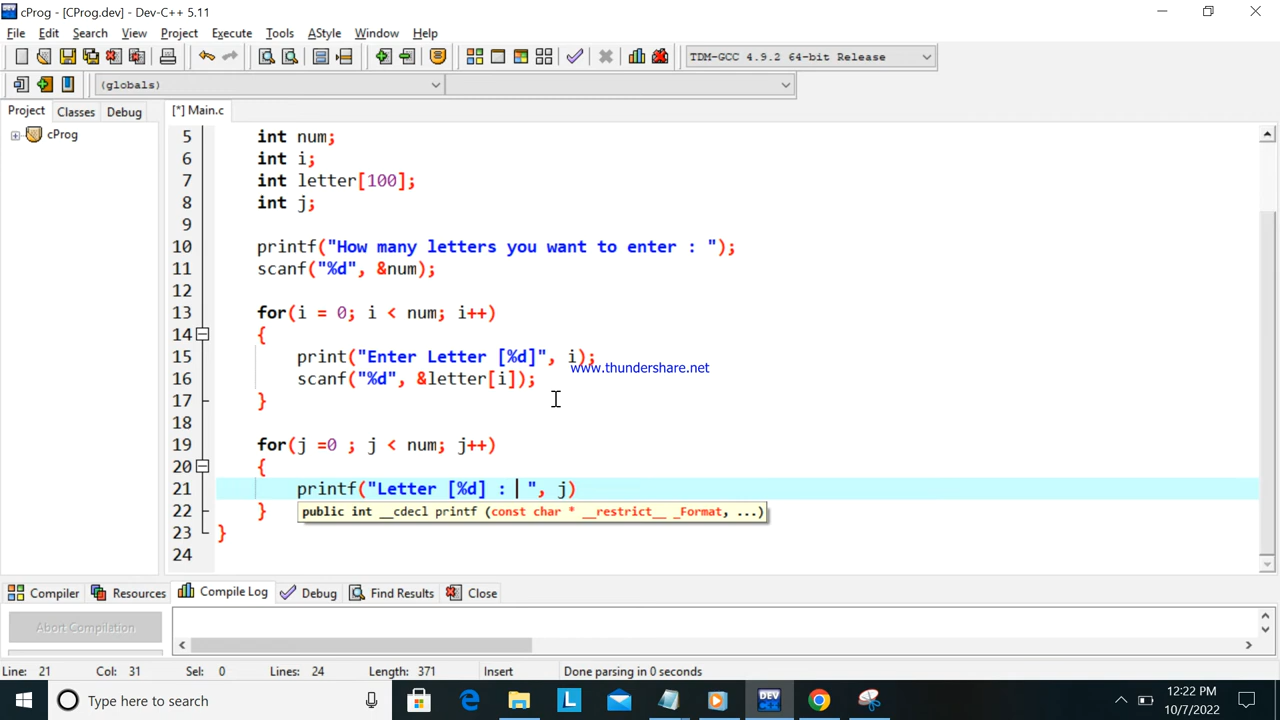 cProg - [CProg.dev] - Dev-C++ 5.11
File Edit Search View Project Execute Tools AStyle Window Help
TDM-GCC 4.9.2 64-bit Release
(globals)
Project Classes Debug [*] Main.c
cProg
5 int num;
6 int i;
7 int letter[100];
8 int j;
9
10 printf("How many letters you want to enter : ");
11 scanf("%d", &num);
12
13 for(i = 0; i < num; i++)
14 {
15 print("Enter Letter [%d]", i);
www.thundershare.net
16 scanf("%d", &letter[i]);
17 }
18
19 for(j =0 ; j < num; j++)
20 {
21 printf("Letter [%d] : ", j)
public int __cdecl printf (const char * __restrict__ _Format, ...)
22 }
23 }
24
Compiler Resources Compile Log Debug Find Results Close
Abort Compilation
Line: 21 Col: 31 Sel: 0 Lines: 24 Length: 371 Insert Done parsing in 0 seconds
Type here to search
DEV
L
12:22 PM
10/7/2022